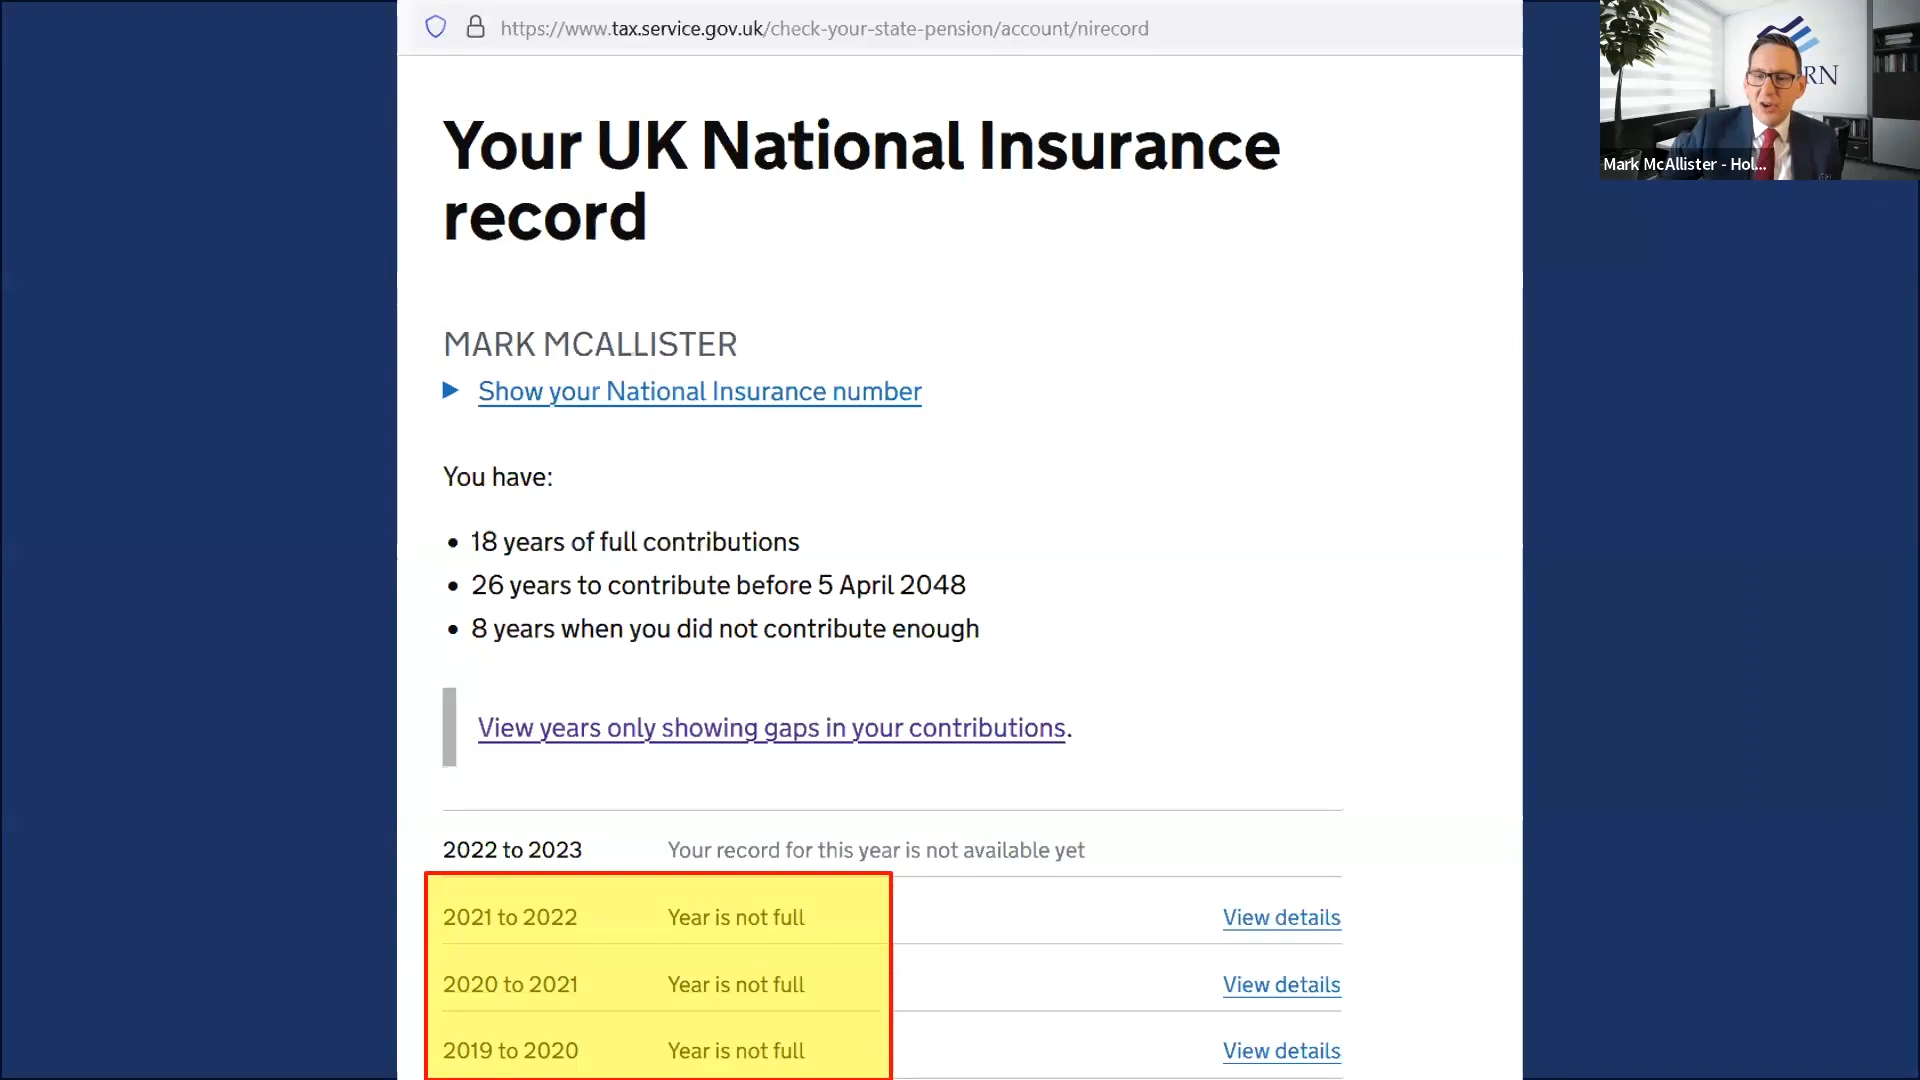 https://www.tax.service.gov.uk/check-your-state-pension/account/nirecord
RN
Mark McAllister - Hol...
Your UK National Insurance
record
MARK MCALLISTER
Show your National Insurance number
You have:
• 18 years of full contributions
• 26 years to contribute before 5 April 2048
• 8 years when you did not contribute enough
View years only showing gaps in your contributions.
2022 to 2023 Your record for this year is not available yet
2021 to 2022 Year is not full View details
2020 to 2021 Year is not full View details
2019 to 2020 Year is not full View details